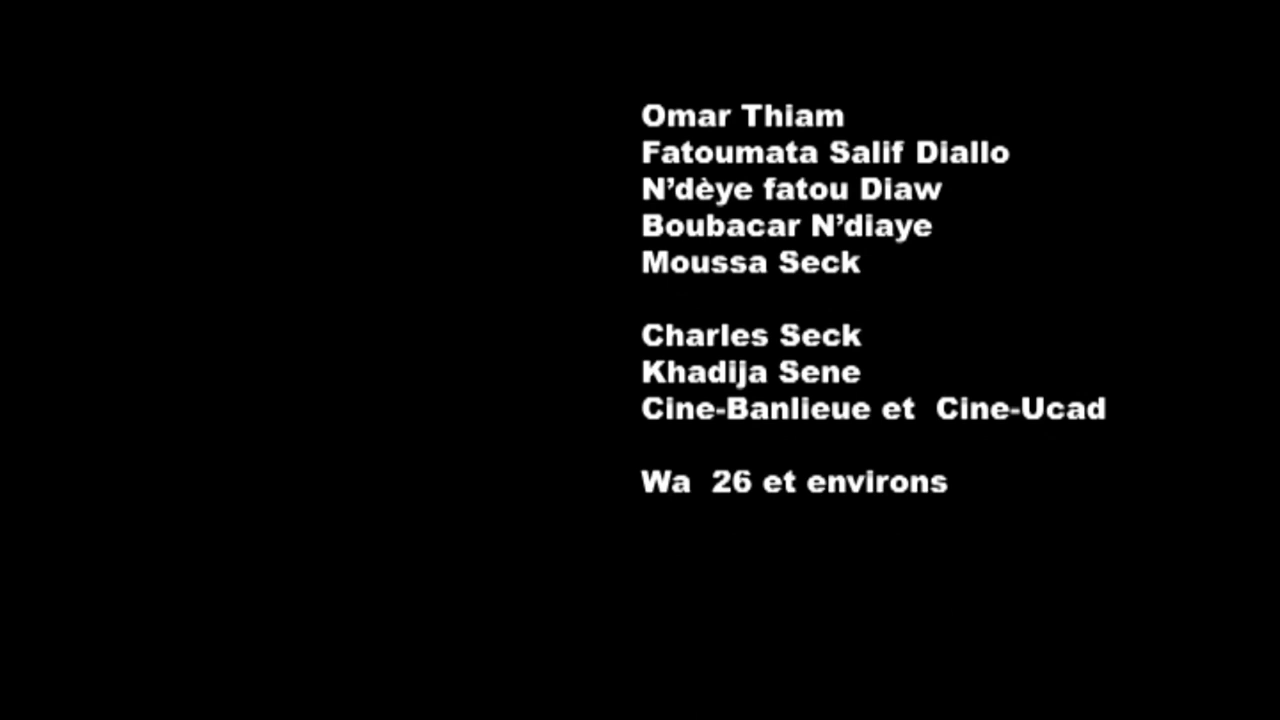 Omar Thiam
Fatoumata Salif Diallo
N’dèye fatou Diaw
Boubacar N’diaye
Moussa Seck
Charles Seck
Khadija Sene
Cine-Banlieue et  Cine-Ucad
Wa  26 et environs